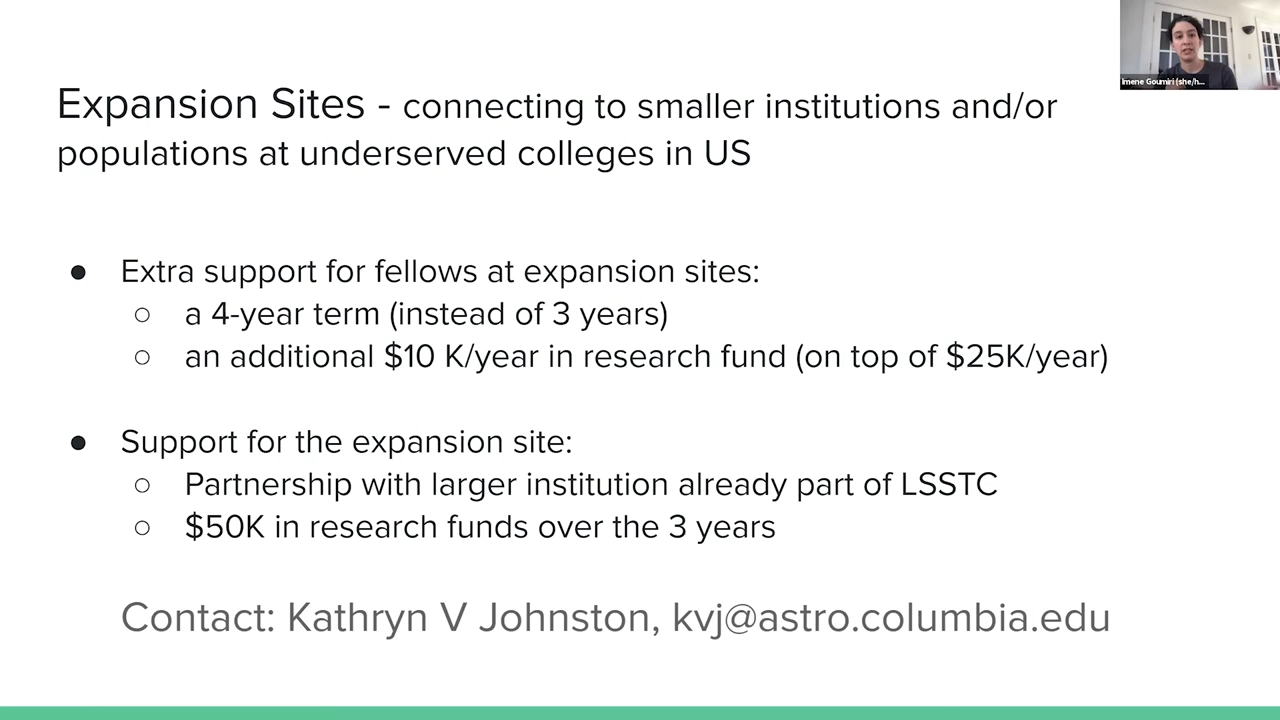 Imene Goumiri (she/h...
Expansion Sites - connecting to smaller institutions and/or
populations at underserved colleges in US
● Extra support for fellows at expansion sites:
○ a 4-year term (instead of 3 years)
○ an additional $10 K/year in research fund (on top of $25K/year)
● Support for the expansion site:
○ Partnership with larger institution already part of LSSTC
○ $50K in research funds over the 3 years
Contact: Kathryn V Johnston, kvj@astro.columbia.edu